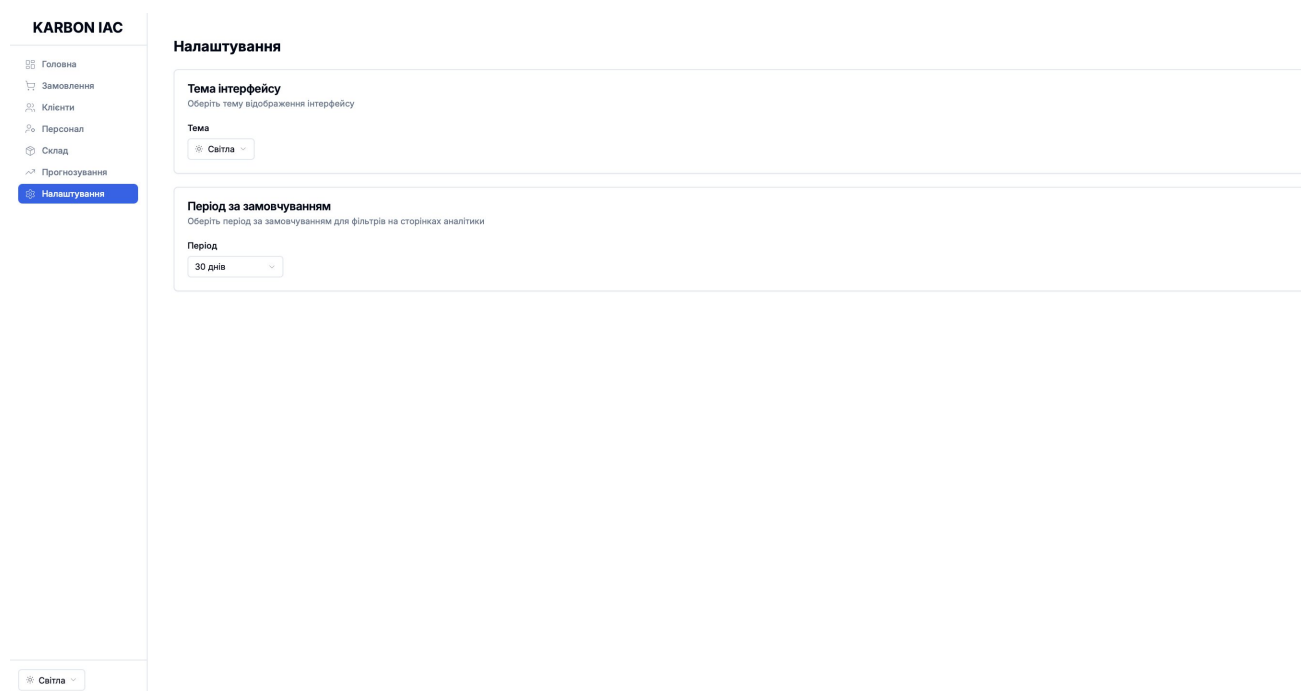 KARBON IAC
Головна
Замовлення
Клієнти
Персонал
Склад
Прогнозування
Налаштування
Світла
Налаштування
Тема інтерфейсу
Оберіть тему відображення інтерфейсу
Тема
Світла
Період за замовчуванням
Оберіть період за замовчуванням для фільтрів на сторінках аналітики
Період
30 днів